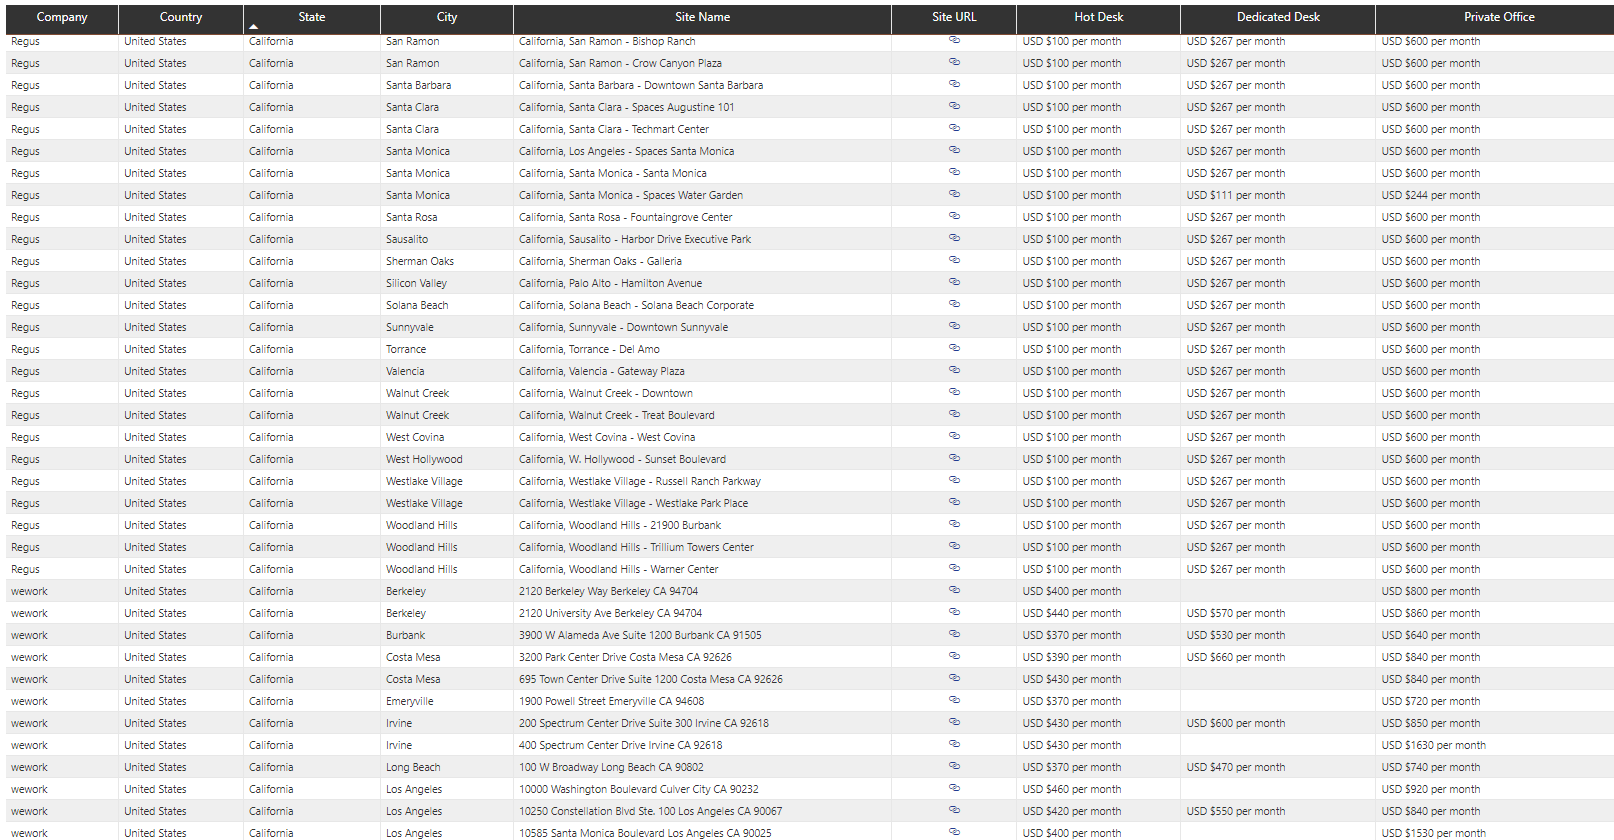 Company Country State City Site Name Site URL Hot Desk Dedicated Desk Private Office
Regus United States California San Ramon California, San Ramon - Bishop Ranch USD $100 per month USD $267 per month USD $600 per month
Regus United States California San Ramon California, San Ramon - Crow Canyon Plaza USD $100 per month USD $267 per month USD $600 per month
Regus United States California Santa Barbara California, Santa Barbara - Downtown Santa Barbara USD $100 per month USD $267 per month USD $600 per month
Regus United States California Santa Clara California, Santa Clara - Spaces Augustine 101 USD $100 per month USD $267 per month USD $600 per month
Regus United States California Santa Clara California, Santa Clara - Techmart Center USD $100 per month USD $267 per month USD $600 per month
Regus United States California Santa Monica California, Los Angeles - Spaces Santa Monica USD $100 per month USD $267 per month USD $600 per month
Regus United States California Santa Monica California, Santa Monica - Santa Monica USD $100 per month USD $267 per month USD $600 per month
Regus United States California Santa Monica California, Santa Monica - Spaces Water Garden USD $100 per month USD $111 per month USD $244 per month
Regus United States California Santa Rosa California, Santa Rosa - Fountaingrove Center USD $100 per month USD $267 per month USD $600 per month
Regus United States California Sausalito California, Sausalito - Harbor Drive Executive Park USD $100 per month USD $267 per month USD $600 per month
Regus United States California Sherman Oaks California, Sherman Oaks - Galleria USD $100 per month USD $267 per month USD $600 per month
Regus United States California Silicon Valley California, Palo Alto - Hamilton Avenue USD $100 per month USD $267 per month USD $600 per month
Regus United States California Solana Beach California, Solana Beach - Solana Beach Corporate USD $100 per month USD $267 per month USD $600 per month
Regus United States California Sunnyvale California, Sunnyvale - Downtown Sunnyvale USD $100 per month USD $267 per month USD $600 per month
Regus United States California Torrance California, Torrance - Del Amo USD $100 per month USD $267 per month USD $600 per month
Regus United States California Valencia California, Valencia - Gateway Plaza USD $100 per month USD $267 per month USD $600 per month
Regus United States California Walnut Creek California, Walnut Creek - Downtown USD $100 per month USD $267 per month USD $600 per month
Regus United States California Walnut Creek California, Walnut Creek - Treat Boulevard USD $100 per month USD $267 per month USD $600 per month
Regus United States California West Covina California, West Covina - West Covina USD $100 per month USD $267 per month USD $600 per month
Regus United States California West Hollywood California, W. Hollywood - Sunset Boulevard USD $100 per month USD $267 per month USD $600 per month
Regus United States California Westlake Village California, Westlake Village - Russell Ranch Parkway USD $100 per month USD $267 per month USD $600 per month
Regus United States California Westlake Village California, Westlake Village - Westlake Park Place USD $100 per month USD $267 per month USD $600 per month
Regus United States California Woodland Hills California, Woodland Hills - 21900 Burbank USD $100 per month USD $267 per month USD $600 per month
Regus United States California Woodland Hills California, Woodland Hills - Trillium Towers Center USD $100 per month USD $267 per month USD $600 per month
Regus United States California Woodland Hills California, Woodland Hills - Warner Center USD $100 per month USD $267 per month USD $600 per month
wework United States California Berkeley 2120 Berkeley Way Berkeley CA 94704 USD $400 per month USD $800 per month
wework United States California Berkeley 2120 University Ave Berkeley CA 94704 USD $440 per month USD $570 per month USD $860 per month
wework United States California Burbank 3900 W Alameda Ave Suite 1200 Burbank CA 91505 USD $370 per month USD $530 per month USD $640 per month
wework United States California Costa Mesa 3200 Park Center Drive Costa Mesa CA 92626 USD $390 per month USD $660 per month USD $840 per month
wework United States California Costa Mesa 695 Town Center Drive Suite 1200 Costa Mesa CA 92626 USD $430 per month USD $840 per month
wework United States California Emeryville 1900 Powell Street Emeryville CA 94608 USD $370 per month USD $720 per month
wework United States California Irvine 200 Spectrum Center Drive Suite 300 Irvine CA 92618 USD $430 per month USD $600 per month USD $850 per month
wework United States California Irvine 400 Spectrum Center Drive Irvine CA 92618 USD $430 per month USD $1630 per month
wework United States California Long Beach 100 W Broadway Long Beach CA 90802 USD $370 per month USD $470 per month USD $740 per month
wework United States California Los Angeles 10000 Washington Boulevard Culver City CA 90232 USD $460 per month USD $920 per month
wework United States California Los Angeles 10250 Constellation Blvd Ste. 100 Los Angeles CA 90067 USD $420 per month USD $550 per month USD $840 per month
wework United States California Los Angeles 10585 Santa Monica Boulevard Los Angeles CA 90025 USD $400 per month USD $1530 per month